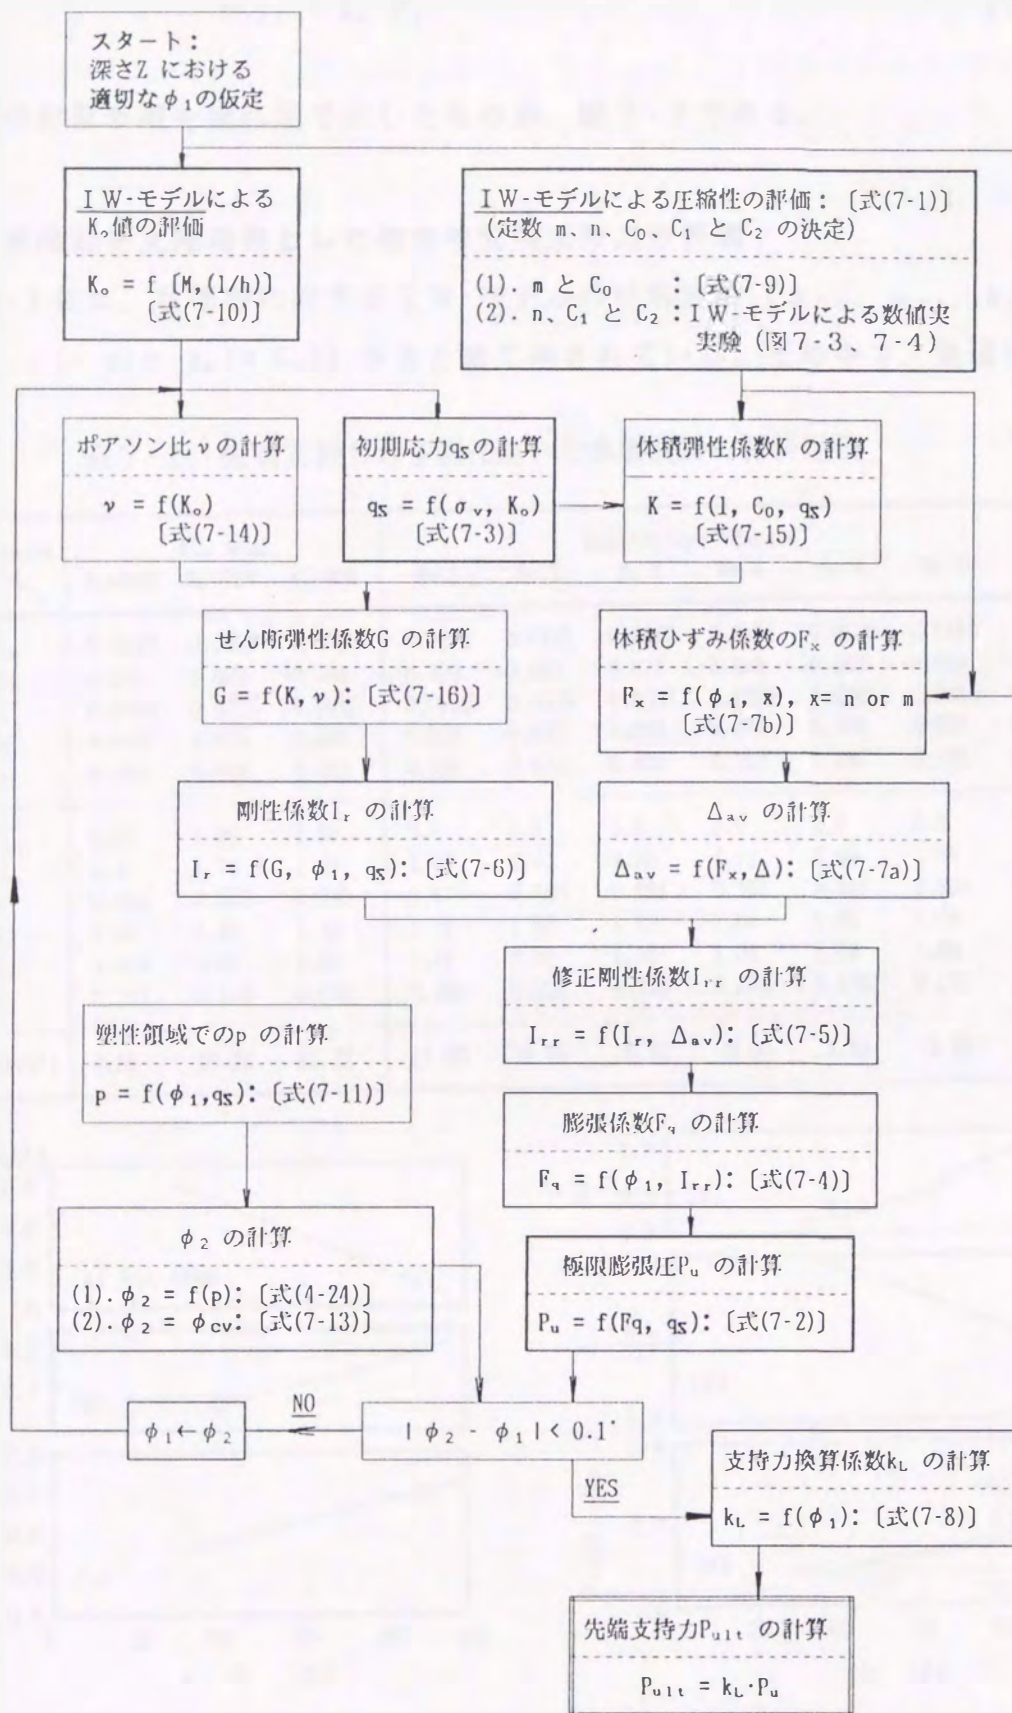 スタート:
深さZ における
適切なφ₁の仮定
I W-モデルによる
K₀値の評価
K₀ = f [M,(1/h)]
[式(7-10)]
I W-モデルによる圧縮性の評価: [式(7-1)]
(定数 m、n、C₀、C₁ と C₂ の決定)
(1). m と C₀ : [式(7-9)]
(2). n、C₁ と C₂ : I W-モデルによる数値実
実験 (図7-3、7-4)
ポアソン比 ν の計算
ν = f(K₀)
[式(7-14)]
初期応力qsの計算
qs = f(σᵥ, K₀)
[式(7-3)]
体積弾性係数K の計算
K = f(l, C₀, qs)
[式(7-15)]
せん断弾性係数G の計算
G = f(K, ν): [式(7-16)]
体積ひずみ係数のFₓ の計算
Fₓ = f(φ₁, x), x= n or m
[式(7-7b)]
剛性係数Iᵣ の計算
Iᵣ = f(G, φ₁, qs): [式(7-6)]
Δav の計算
Δav = f(Fₓ, Δ): [式(7-7a)]
修正剛性係数Irr の計算
Irr = f(Iᵣ, Δav): [式(7-5)]
塑性領域でのp の計算
p = f(φ₁,qs): [式(7-11)]
膨張係数Fq の計算
Fq = f(φ₁, Irr): [式(7-4)]
φ₂ の計算
(1). φ₂ = f(p): [式(4-24)]
(2). φ₂ = φcv: [式(7-13)]
極限膨張圧Pu の計算
Pu = f(Fq, qs): [式(7-2)]
φ₁←φ₂
NO
| φ₂ - φ₁ | < 0.1°
YES
支持力換算係数kL の計算
kL = f(φ₁): [式(7-8)]
先端支持力Pult の計算
Pult = kL·Pu